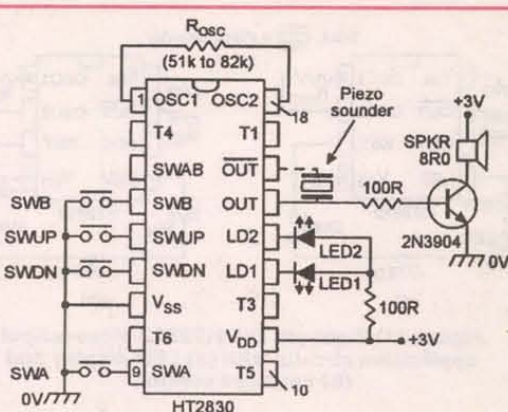 ROSC
(51k to 82k)
1 OSC1 OSC2 18
T4 T1
Piezo
sounder
+3V
SPKR
8R0
SWAB OUT
SWB SWB OUT
100R
2N3904
0V
SWUP SWUP LD2
LED2
SWDN SWDN LD1
LED1
VSS T3
100R
T6 VDD
+3V
SWA 9 SWA T5 10
0V
HT2830